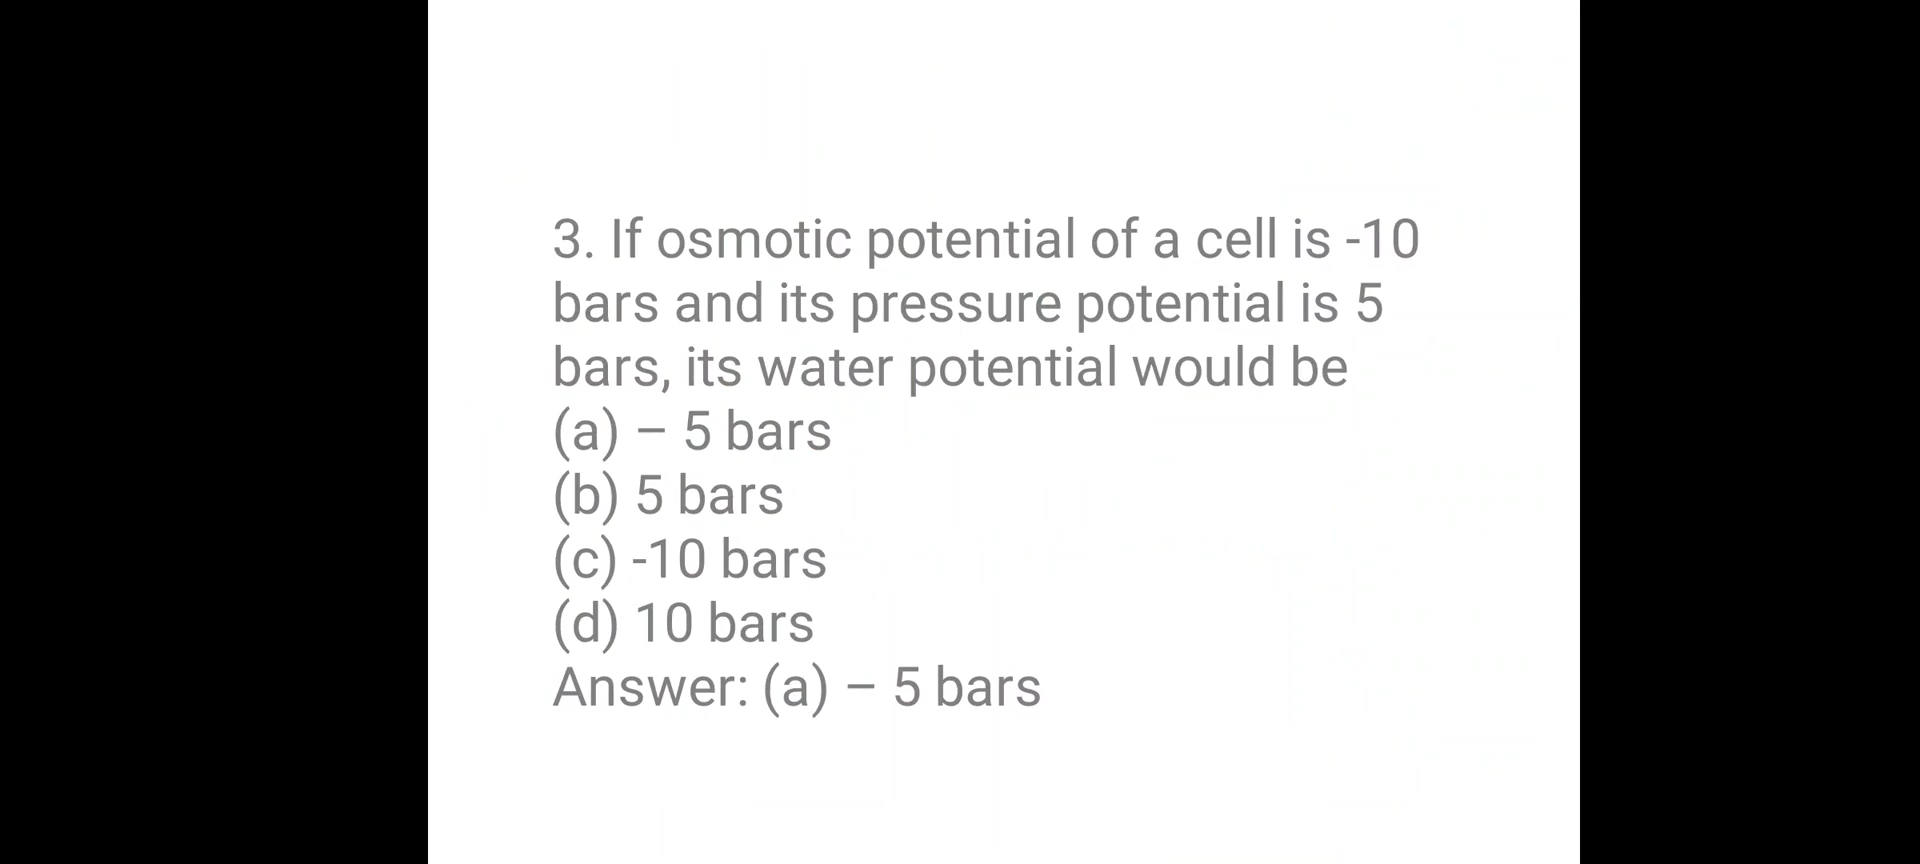 3. If osmotic potential of a cell is -10
bars and its pressure potential is 5
bars, its water potential would be
(a) – 5 bars
(b) 5 bars
(c) -10 bars
(d) 10 bars
Answer: (a) – 5 bars